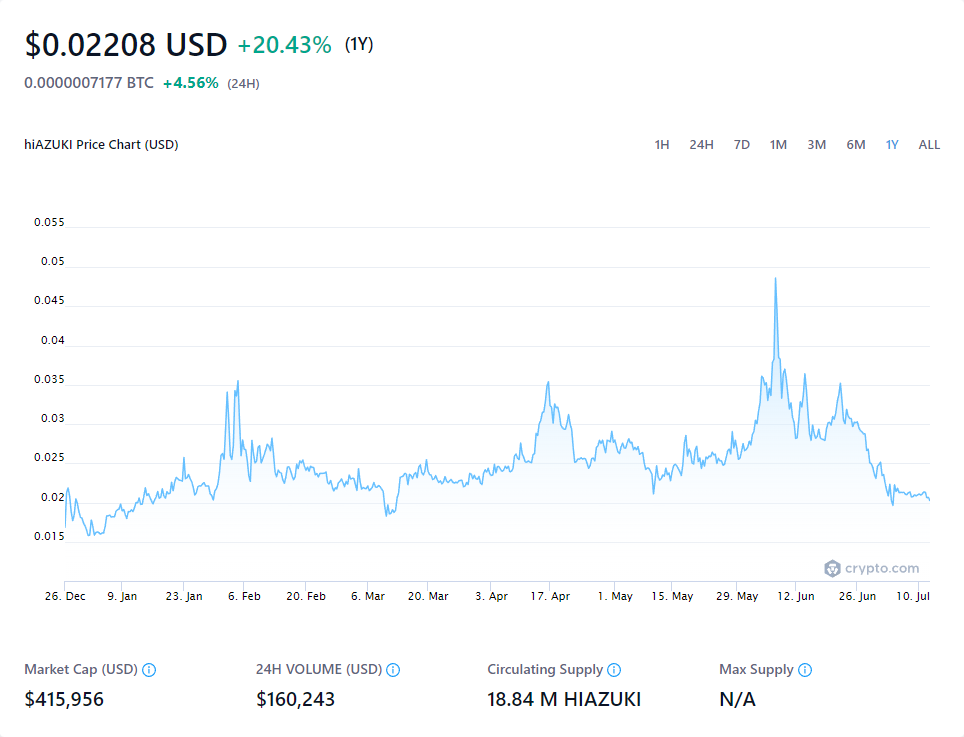 $0.02208 USD +20.43% (1Y)
0.0000007177 BTC +4.56% (24H)
hiAZUKI Price Chart (USD) 1H 24H 7D 1M 3M 6M 1Y ALL
0.055
0.05
0.045
0.04
0.035
0.03
0.025
0.02
0.015
crypto.com
26. Dec 9. Jan 23. Jan 6. Feb 20. Feb 6. Mar 20. Mar 3. Apr 17. Apr 1. May 15. May 29. May 12. Jun 26. Jun 10. Jul
Market Cap (USD) 24H VOLUME (USD) Circulating Supply Max Supply
$415,956 $160,243 18.84 M HIAZUKI N/A